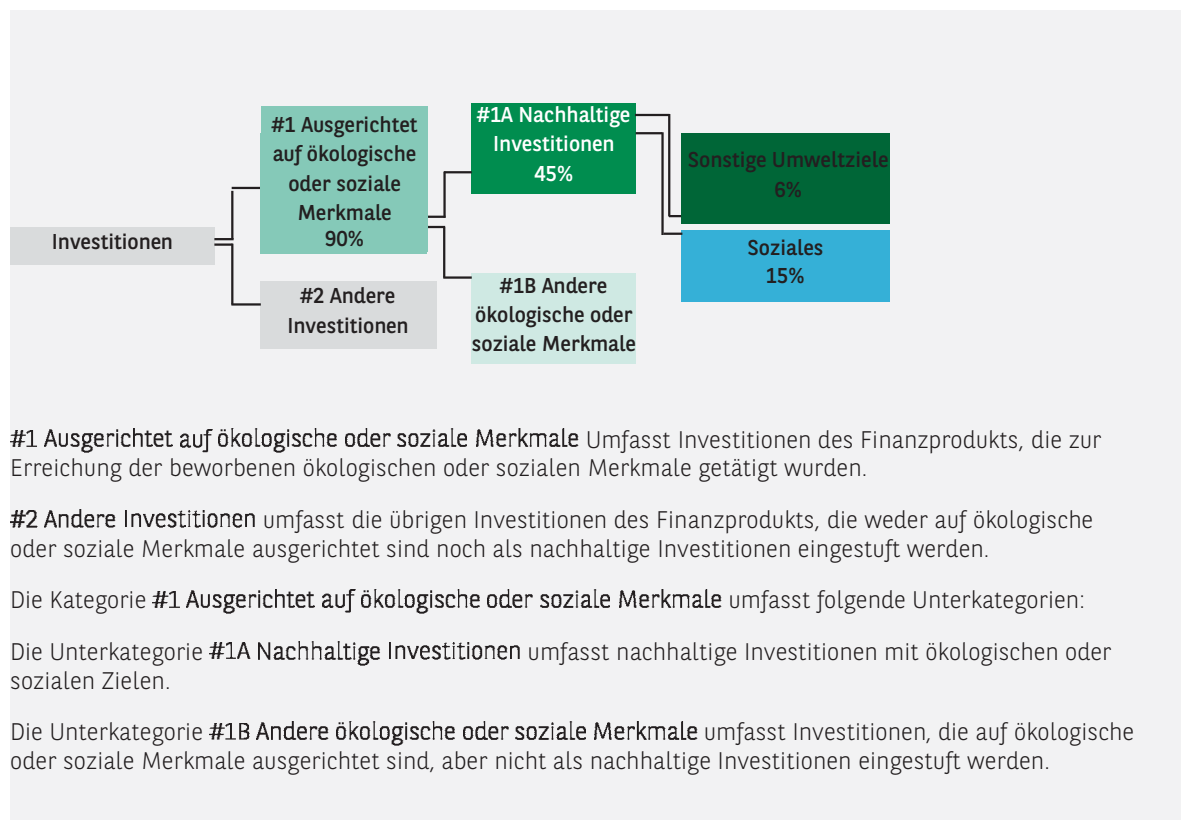 Investitionen
#1 Ausgerichtet
auf ökologische
oder soziale
Merkmale
90%
#2 Andere
Investitionen
#1A Nachhaltige
Investitionen
45%
#1B Andere
ökologische oder
soziale Merkmale
Sonstige Umweltziele
6%
Soziales
15%
#1 Ausgerichtet auf ökologische oder soziale Merkmale Umfasst Investitionen des Finanzprodukts, die zur
Erreichung der beworbenen ökologischen oder sozialen Merkmale getätigt wurden.
#2 Andere Investitionen umfasst die übrigen Investitionen des Finanzprodukts, die weder auf ökologische
oder soziale Merkmale ausgerichtet sind noch als nachhaltige Investitionen eingestuft werden.
Die Kategorie #1 Ausgerichtet auf ökologische oder soziale Merkmale umfasst folgende Unterkategorien:
Die Unterkategorie #1A Nachhaltige Investitionen umfasst nachhaltige Investitionen mit ökologischen oder
sozialen Zielen.
Die Unterkategorie #1B Andere ökologische oder soziale Merkmale umfasst Investitionen, die auf ökologische
oder soziale Merkmale ausgerichtet sind, aber nicht als nachhaltige Investitionen eingestuft werden.